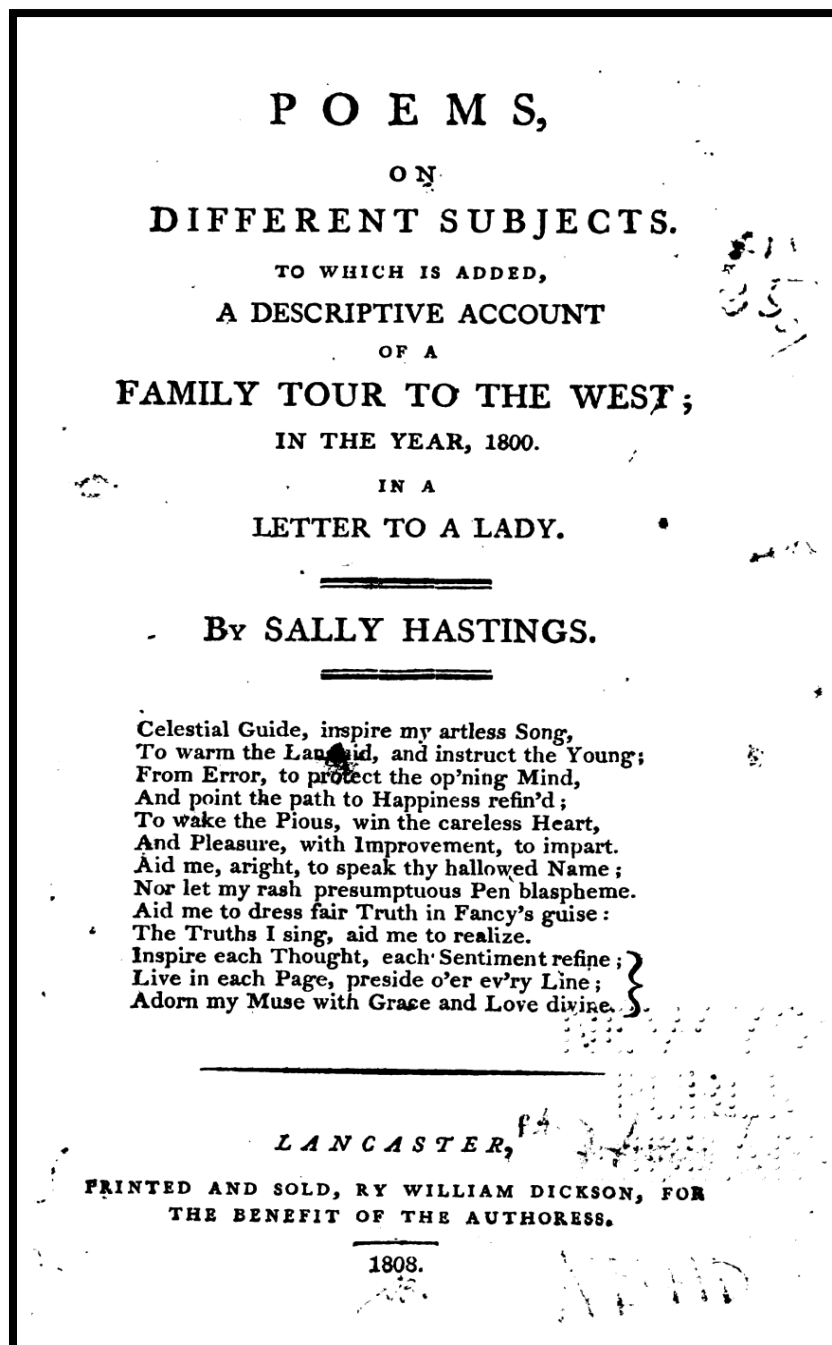 POEMS,
ON
DIFFERENT SUBJECTS.
TO WHICH IS ADDED,
A DESCRIPTIVE ACCOUNT
OF A
FAMILY TOUR TO THE WEST;
IN THE YEAR, 1800.
IN A
LETTER TO A LADY.
By SALLY HASTINGS.
Celestial Guide, inspire my artless Song,
To warm the Languid, and instruct the Young;
From Error, to protect the op'ning Mind,
And point the path to Happiness refin'd;
To wake the Pious, win the careless Heart,
And Pleasure, with Improvement, to impart.
Aid me, aright, to speak thy hallowed Name;
Nor let my rash presumptuous Pen blaspheme.
Aid me to dress fair Truth in Fancy's guise:
The Truths I sing, aid me to realize.
Inspire each Thought, each Sentiment refine;
Live in each Page, preside o'er ev'ry Line;
Adorn my Muse with Grace and Love divine.
LANCASTER,
PRINTED AND SOLD, RY WILLIAM DICKSON, FOR
THE BENEFIT OF THE AUTHORESS.
1808.